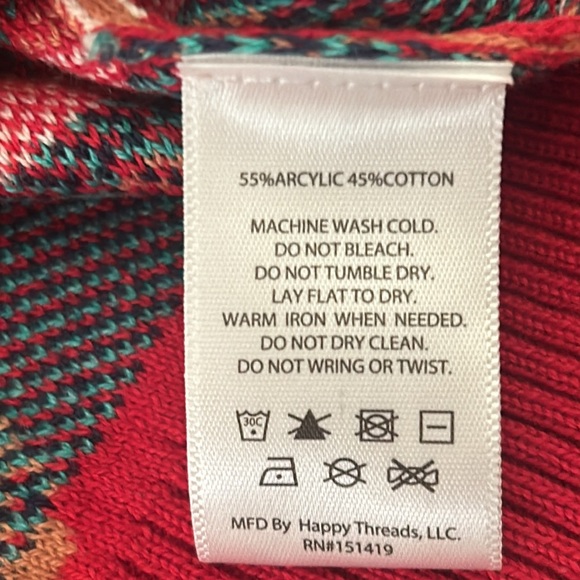 55%ARCYLIC 45%COTTON
MACHINE WASH COLD.
DO NOT BLEACH.
DO NOT TUMBLE DRY.
LAY FLAT TO DRY.
WARM IRON WHEN NEEDED.
DO NOT DRY CLEAN.
DO NOT WRING OR TWIST.
30C
MFD By Happy Threads, LLC.
RN#151419